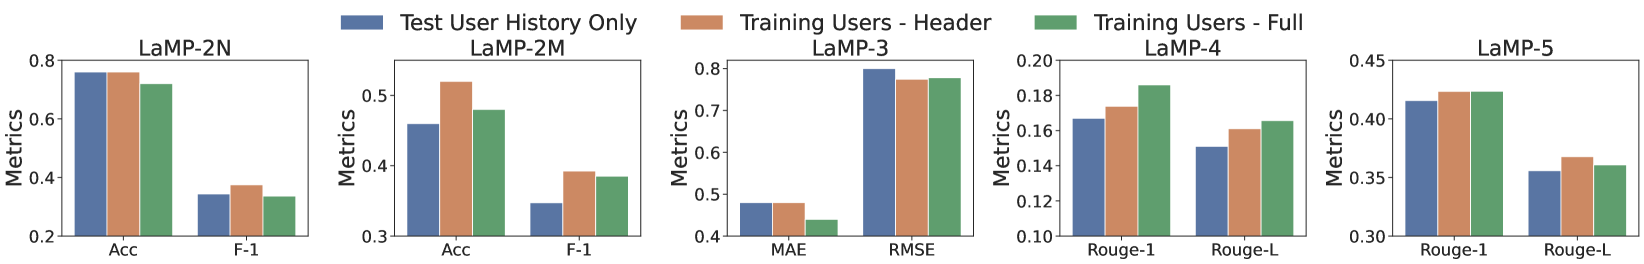 Test User History Only Training Users - Header Training Users - Full
LaMP-2N
Metrics
0.8
0.6
0.4
0.2
Acc F-1
LaMP-2M
Metrics
0.5
0.4
0.3
Acc F-1
LaMP-3
Metrics
0.8
0.7
0.6
0.5
0.4
MAE RMSE
LaMP-4
Metrics
0.20
0.18
0.16
0.14
0.12
0.10
Rouge-1 Rouge-L
LaMP-5
Metrics
0.45
0.40
0.35
0.30
Rouge-1 Rouge-L